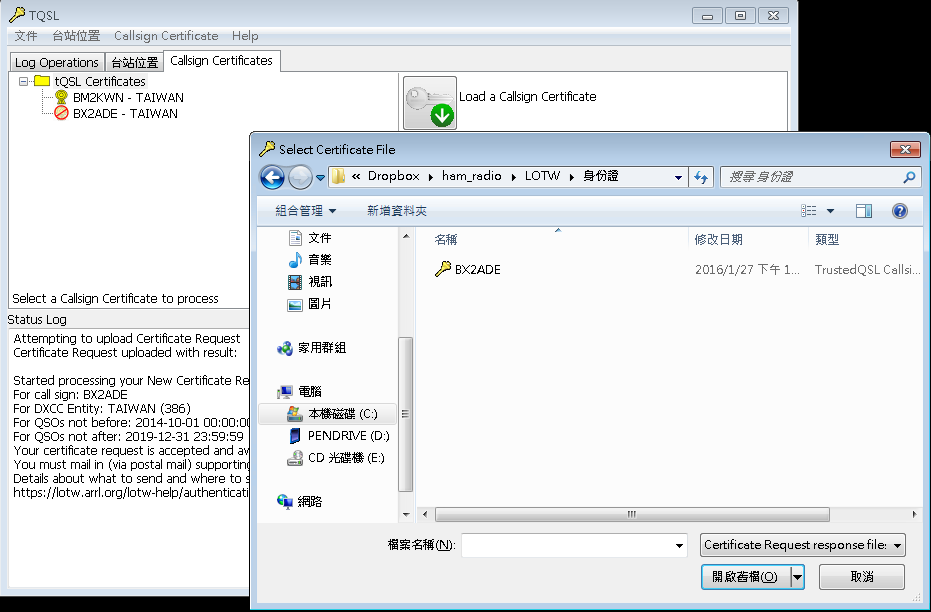 TQSL
文件 台站位置 Callsign Certificate Help
Log Operations 台站位置 Callsign Certificates
tQSL Certificates
BM2KWN - TAIWAN
BX2ADE - TAIWAN
Load a Callsign Certificate
Select a Callsign Certificate to process
Status Log
Attempting to upload Certificate Request
Certificate Request uploaded with result:
Started processing your New Certificate Re
For call sign: BX2ADE
For DXCC Entity: TAIWAN (386)
For QSOs not before: 2014-10-01 00:00:00
For QSOs not after: 2019-12-31 23:59:59
Your certificate request is accepted and aw
You must mail in (via postal mail) supporting
Details about what to send and where to s
https://lotw.arrl.org/lotw-help/authenticati
Select Certificate File
« Dropbox ham_radio LOTW 身份證
搜尋 身份證
組合管理 新增資料夾
文件
音樂
視訊
圖片
家用群組
電腦
本機磁碟 (C:)
PENDRIVE (D:)
CD 光碟機 (E:)
網路
名稱 修改日期 類型
BX2ADE 2016/1/27 下午 1... TrustedQSL Callsi...
檔案名稱(N):
Certificate Request response files
開啟舊檔(O) 取消